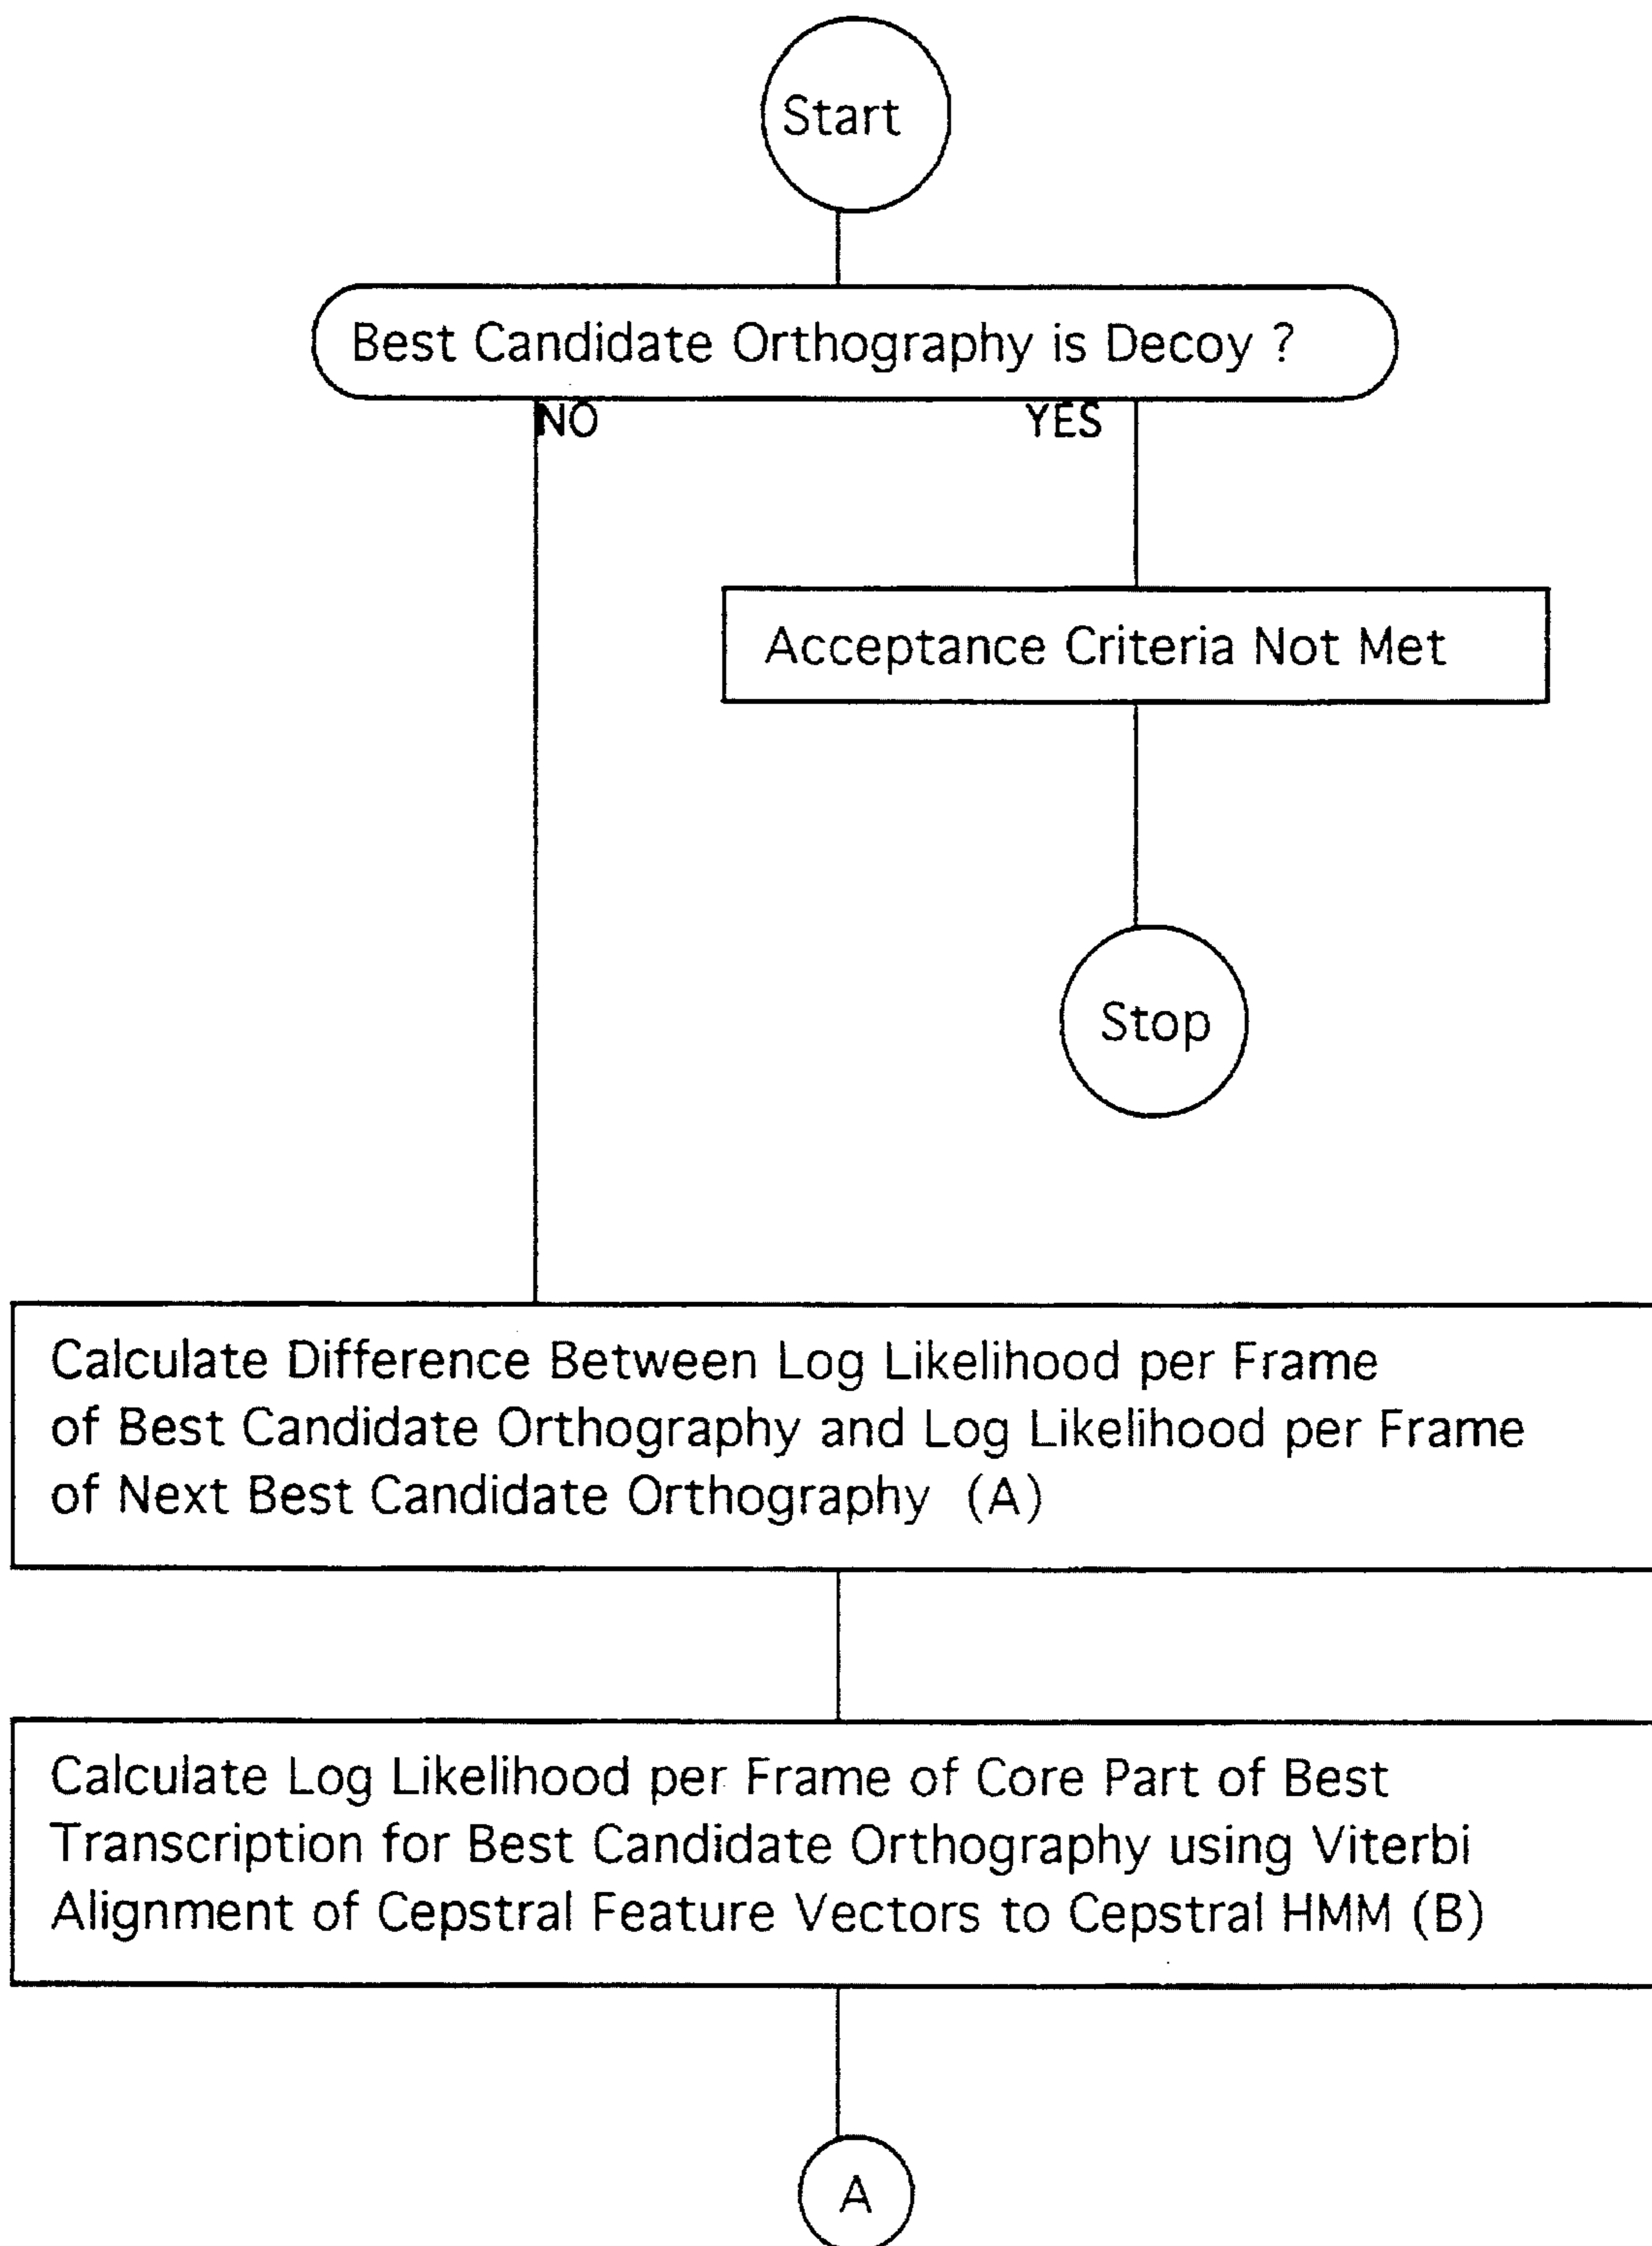 Start
Best Candidate Orthography is Decoy ?
NO
YES
Acceptance Criteria Not Met
Stop
Calculate Difference Between Log Likelihood per Frame
of Best Candidate Orthography and Log Likelihood per Frame
of Next Best Candidate Orthography (A)
Calculate Log Likelihood per Frame of Core Part of Best
Transcription for Best Candidate Orthography using Viterbi
Alignment of Cepstral Feature Vectors to Cepstral HMM (B)
A